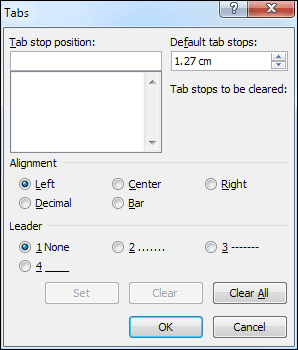 Tabs ?
Tab stop position: Default tab stops:
1.27 cm
Tab stops to be cleared:
Alignment
Left Center Right
Decimal Bar
Leader
1 None 2 ....... 3 -------
4 ____
Set Clear Clear All
OK Cancel